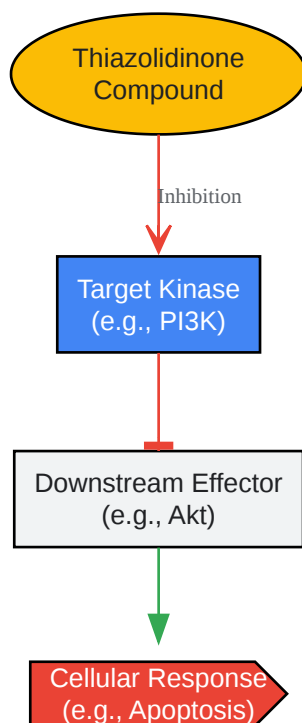 Thiazolidinone
Compound
Inhibition
Target Kinase
(e.g., PI3K)
Downstream Effector
(e.g., Akt)
Cellular Response
(e.g., Apoptosis)